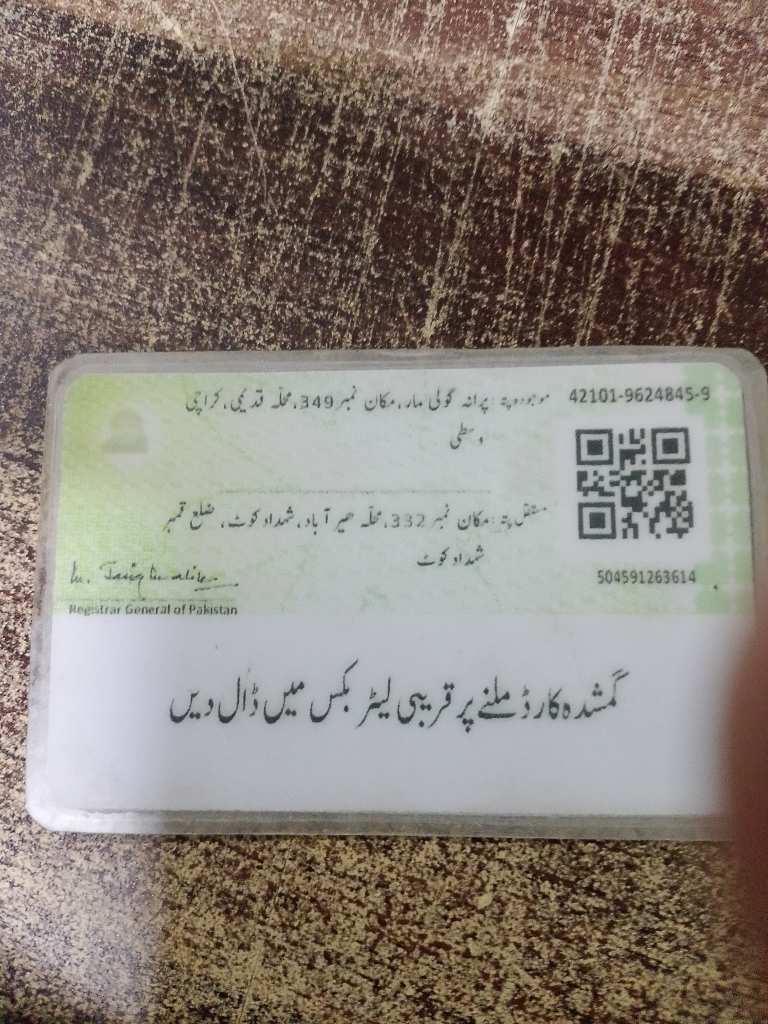 42101-9624845-9
موجودہ پتہ : پرانہ گولی مار، مکان نمبر 349، محلّہ قدیمی، کراچی
وسطی
مستقل پتہ : مکان نمبر 332، محلّہ آباد، شہداد کوٹ، ضلع قمبر
شہداد کوٹ
504591263614
Registrar General of Pakistan
گمشدہ کارڈ ملنے پر قریبی لیٹر بکس میں ڈال دیں